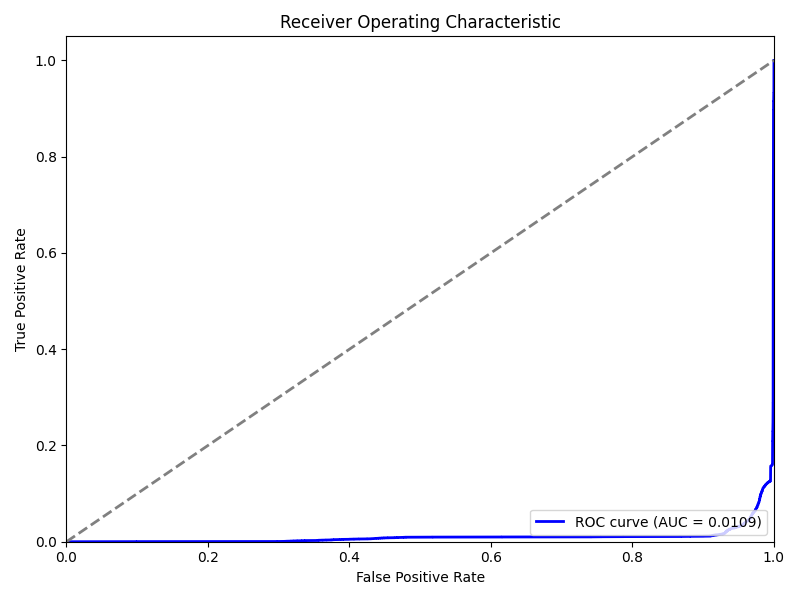 Receiver Operating Characteristic
True Positive Rate
1.0
0.8
0.6
0.4
0.2
0.0
ROC curve (AUC = 0.0109)
0.0 0.2 0.4 0.6 0.8 1.0
False Positive Rate